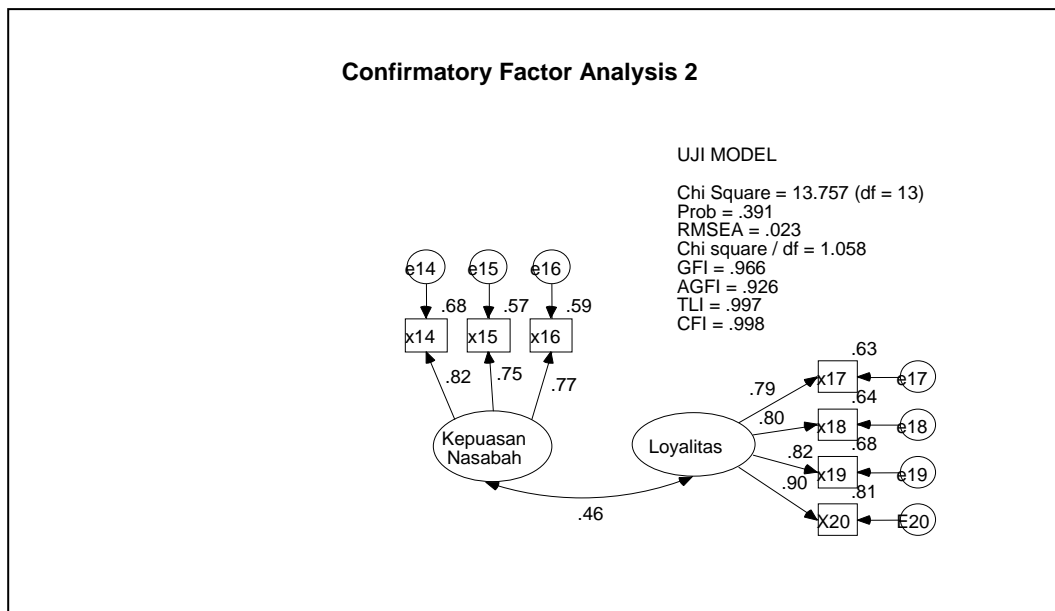 Confirmatory Factor Analysis 2
UJI MODEL
Chi Square = 13.757 (df = 13)
Prob = .391
RMSEA = .023
Chi square / df = 1.058
GFI = .966
AGFI = .926
TLI = .997
CFI = .998
e14 e15 e16
.68 .57 .59
x14 x15 x16
.82 .75 .77
Kepuasan
Nasabah
.46
Loyalitas
.79
.80
.82
.90
.63
x17 e17
.64
x18 e18
.68
x19 e19
.81
X20 E20